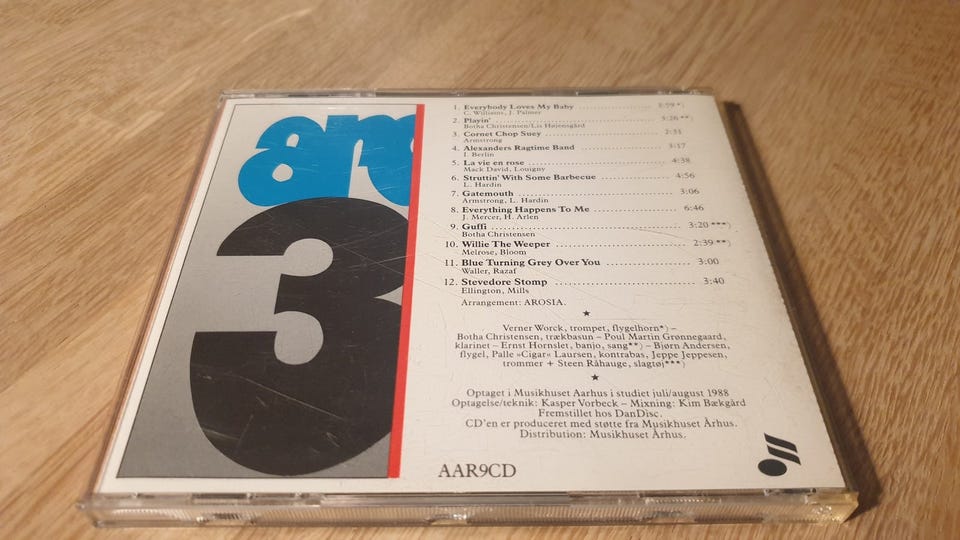 aro
3
1. Everybody Loves My Baby ........ 2:59 *)
C. Williams, J. Palmer
2. Playin' ........ 3:26 **)
Botha Christensen/Lis Højensgård
3. Cornet Chop Suey ........ 2:31
Armstrong
4. Alexanders Ragtime Band ........ 3:17
I. Berlin
5. La vie en rose ........ 4:38
Mack David, Louigny
6. Struttin' With Some Barbecue ........ 4:56
L. Hardin
7. Gatemouth ........ 3:06
Armstrong, L. Hardin
8. Everything Happens To Me ........ 6:46
J. Mercer, H. Arlen
9. Guffi ........ 3:20 ***)
Botha Christensen
10. Willie The Weeper ........ 2:39 **)
Melrose, Bloom
11. Blue Turning Grey Over You ........ 3:00
Waller, Razaf
12. Stevedore Stomp ........ 3:40
Ellington, Mills
Arrangement: AROSIA.
Verner Worck, trompet, flygelhorn*) –
Botha Christensen, trækbasun – Poul Martin Grønnegaard,
klarinet – Ernst Hornslet, banjo, sang**) – Bjørn Andersen,
flygel, Palle »Cigar« Laursen, kontrabas, Jeppe Jeppesen,
trommer + Steen Råhauge, slagtøj***)
Optaget i Musikhuset Aarhus i studiet juli/august 1988
Optagelse/teknik: Kasper Vorbeck – Mixning: Kim Bækgård
Fremstillet hos DanDisc.
CD'en er produceret med støtte fra Musikhuset Århus.
Distribution: Musikhuset Århus.
AAR9CD